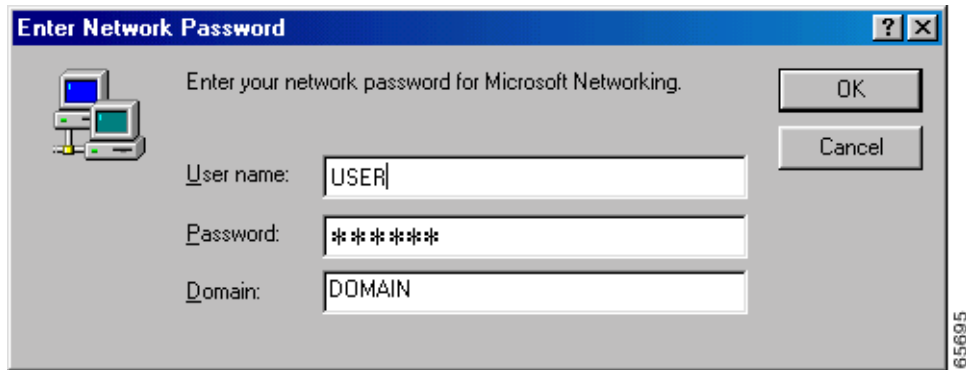 Enter Network Password
? X
Enter your network password for Microsoft Networking.
OK
Cancel
User name: USER
Password: ******
Domain: DOMAIN
65695